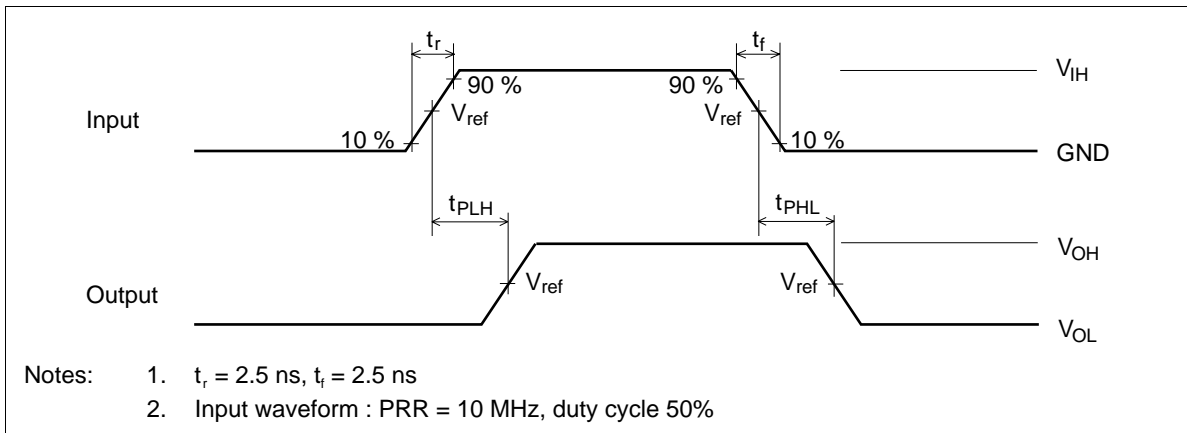 tr tf
90 % 90 % VIH
Input Vref Vref
10 % 10 % GND
tPLH tPHL
VOH
Output Vref Vref
VOL
Notes: 1. tr = 2.5 ns, tf = 2.5 ns
2. Input waveform : PRR = 10 MHz, duty cycle 50%